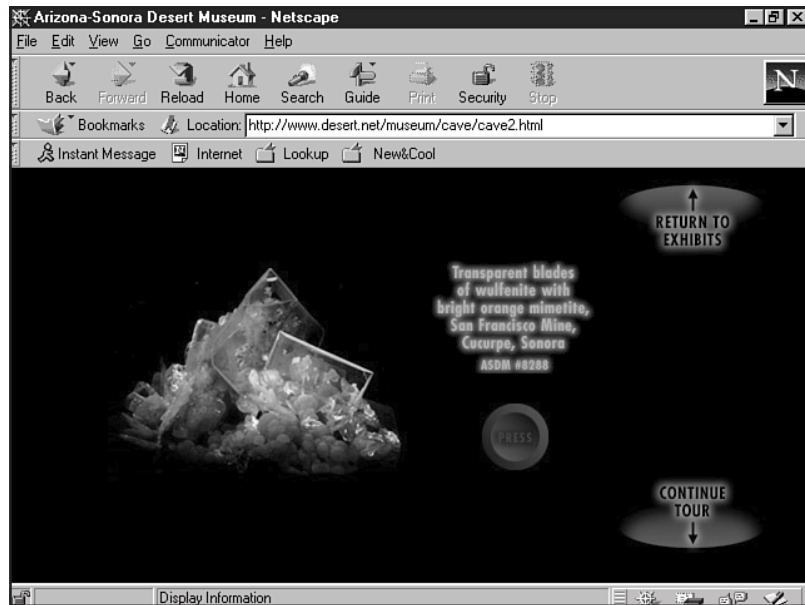 Arizona-Sonora Desert Museum - Netscape
File Edit View Go Communicator Help
Back Forward Reload Home Search Guide Print Security Stop
N
Bookmarks Location: http://www.desert.net/museum/cave/cave2.html
Instant Message Internet Lookup New&Cool
RETURN TO
EXHIBITS
Transparent blades
of wulfenite with
bright orange mimetite,
San Francisco Mine,
Cucurpe, Sonora
ASDM #8288
PRESS
CONTINUE
TOUR
Display Information